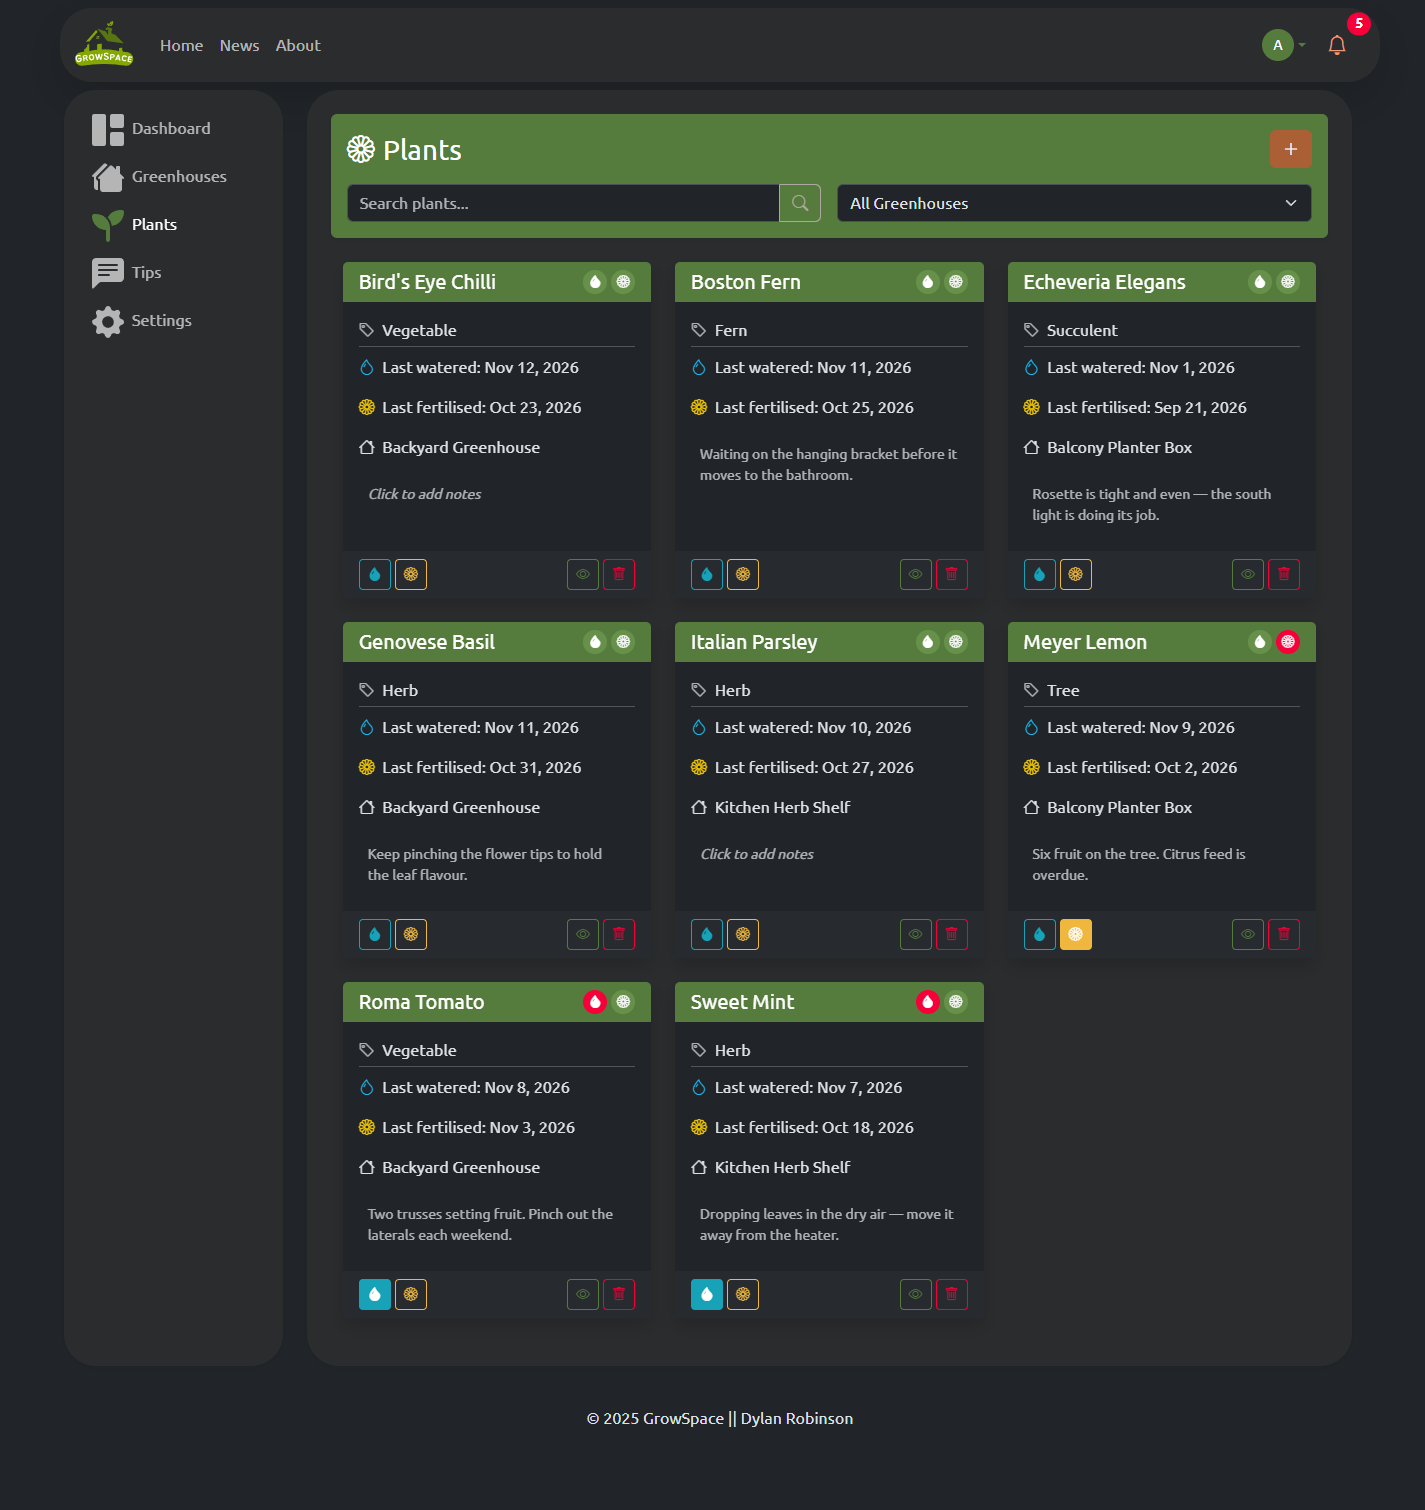 GROWSPACE
Home
News
About
A
5
Dashboard
Greenhouses
Plants
Tips
Settings
Plants
Search plants...
All Greenhouses
Bird's Eye Chilli
Vegetable
Last watered: Nov 12, 2026
Last fertilised: Oct 23, 2026
Backyard Greenhouse
Click to add notes
Boston Fern
Fern
Last watered: Nov 11, 2026
Last fertilised: Oct 25, 2026
Waiting on the hanging bracket before it
moves to the bathroom.
Echeveria Elegans
Succulent
Last watered: Nov 1, 2026
Last fertilised: Sep 21, 2026
Balcony Planter Box
Rosette is tight and even — the south
light is doing its job.
Genovese Basil
Herb
Last watered: Nov 11, 2026
Last fertilised: Oct 31, 2026
Backyard Greenhouse
Keep pinching the flower tips to hold
the leaf flavour.
Italian Parsley
Herb
Last watered: Nov 10, 2026
Last fertilised: Oct 27, 2026
Kitchen Herb Shelf
Click to add notes
Meyer Lemon
Tree
Last watered: Nov 9, 2026
Last fertilised: Oct 2, 2026
Balcony Planter Box
Six fruit on the tree. Citrus feed is
overdue.
Roma Tomato
Vegetable
Last watered: Nov 8, 2026
Last fertilised: Nov 3, 2026
Backyard Greenhouse
Two trusses setting fruit. Pinch out the
laterals each weekend.
Sweet Mint
Herb
Last watered: Nov 7, 2026
Last fertilised: Oct 18, 2026
Kitchen Herb Shelf
Dropping leaves in the dry air — move it
away from the heater.
© 2025 GrowSpace || Dylan Robinson